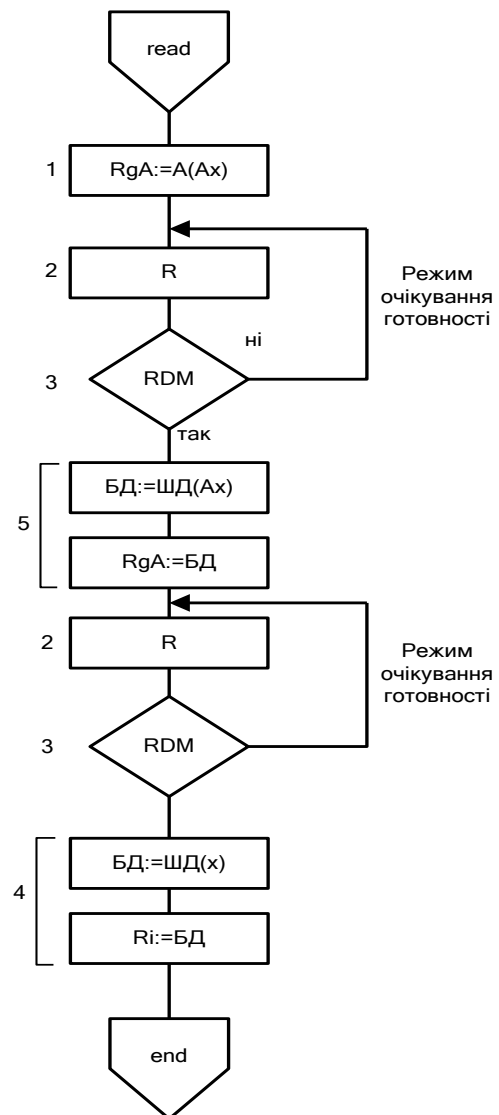 read
1
RgA:=A(Ax)
2
R
Режим
очікування
готовності
ні
3
RDM
так
5
БД:=ШД(Ax)
RgA:=БД
2
R
Режим
очікування
готовності
3
RDM
4
БД:=ШД(x)
Ri:=БД
end